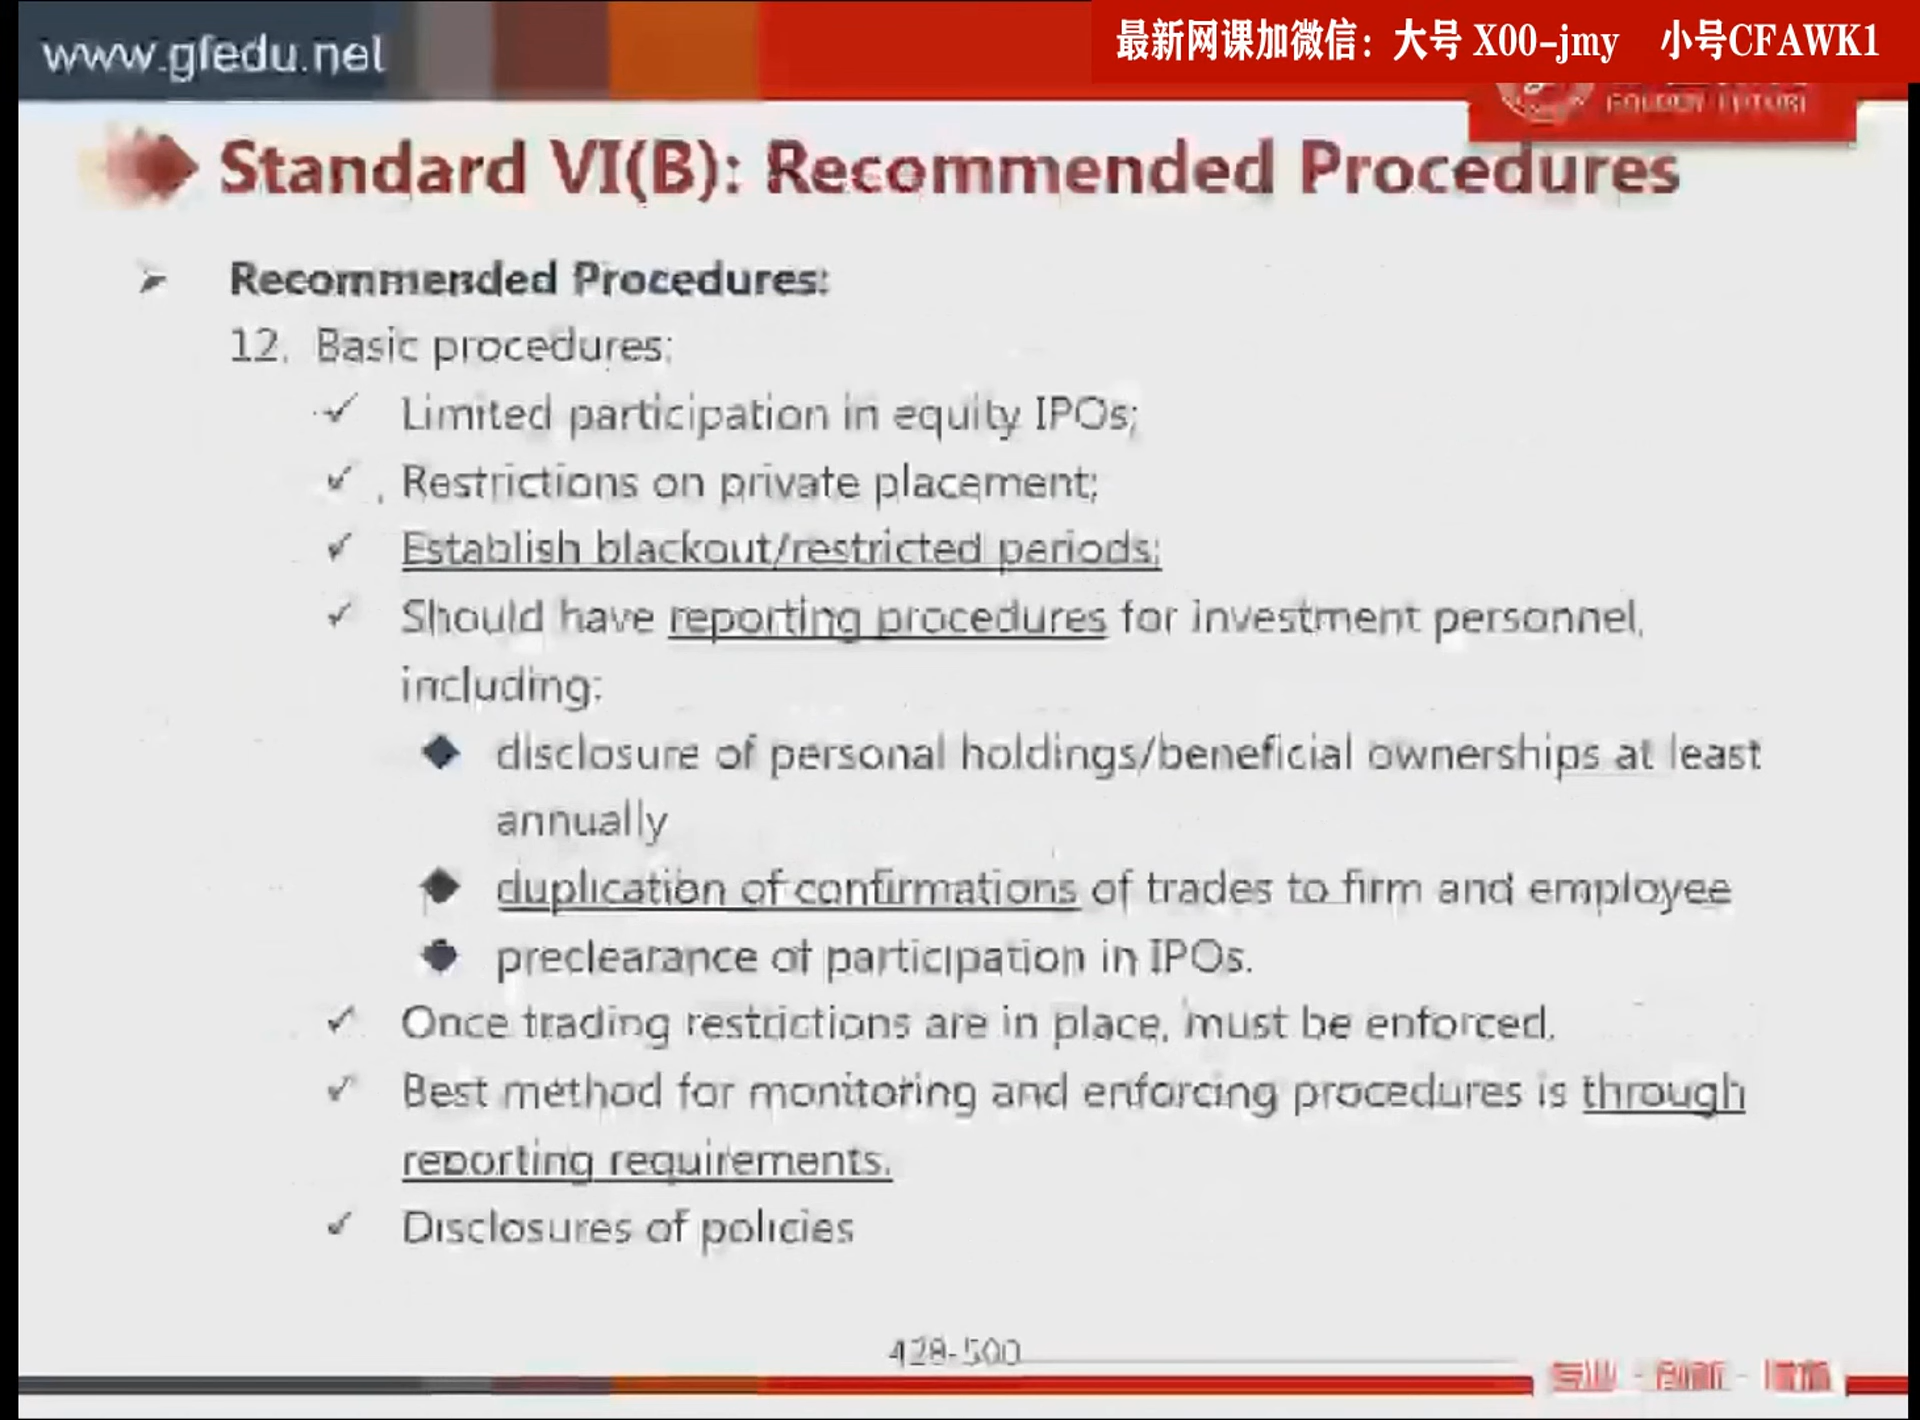 www.gfedu.net
最新网课加微信：大号 X00-jmy 小号CFAWK1
GOLDEN FUTURE
Standard VI(B): Recommended Procedures
➤ Recommended Procedures:
12. Basic procedures:
✓ Limited participation in equity IPOs;
✓ Restrictions on private placement;
✓ Establish blackout/restricted periods;
✓ Should have reporting procedures for investment personnel,
including:
◆ disclosure of personal holdings/beneficial ownerships at least
annually
◆ duplication of confirmations of trades to firm and employee
◆ preclearance of participation in IPOs.
✓ Once trading restrictions are in place, must be enforced.
✓ Best method for monitoring and enforcing procedures is through
reporting requirements.
✓ Disclosures of policies
428-500